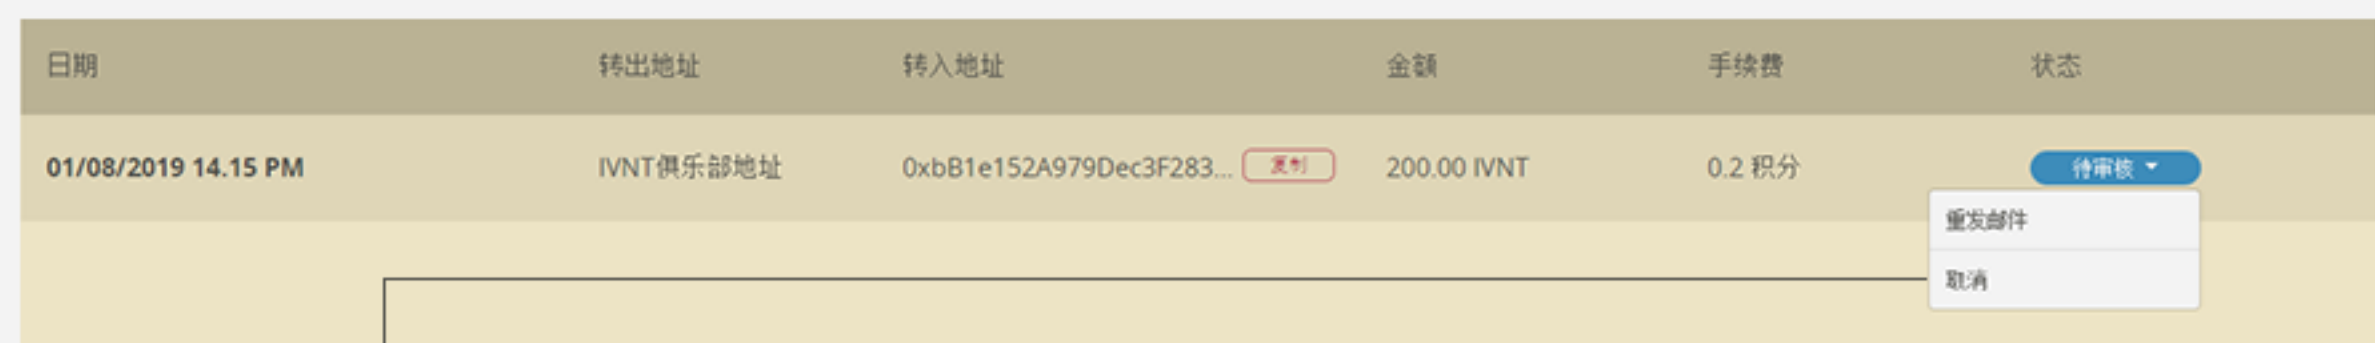 日期 转出地址 转入地址 金额 手续费 状态
01/08/2019 14.15 PM IVNT俱乐部地址 0xbB1e152A979Dec3F283... 复制 200.00 IVNT 0.2 积分 待审核
重发邮件
取消